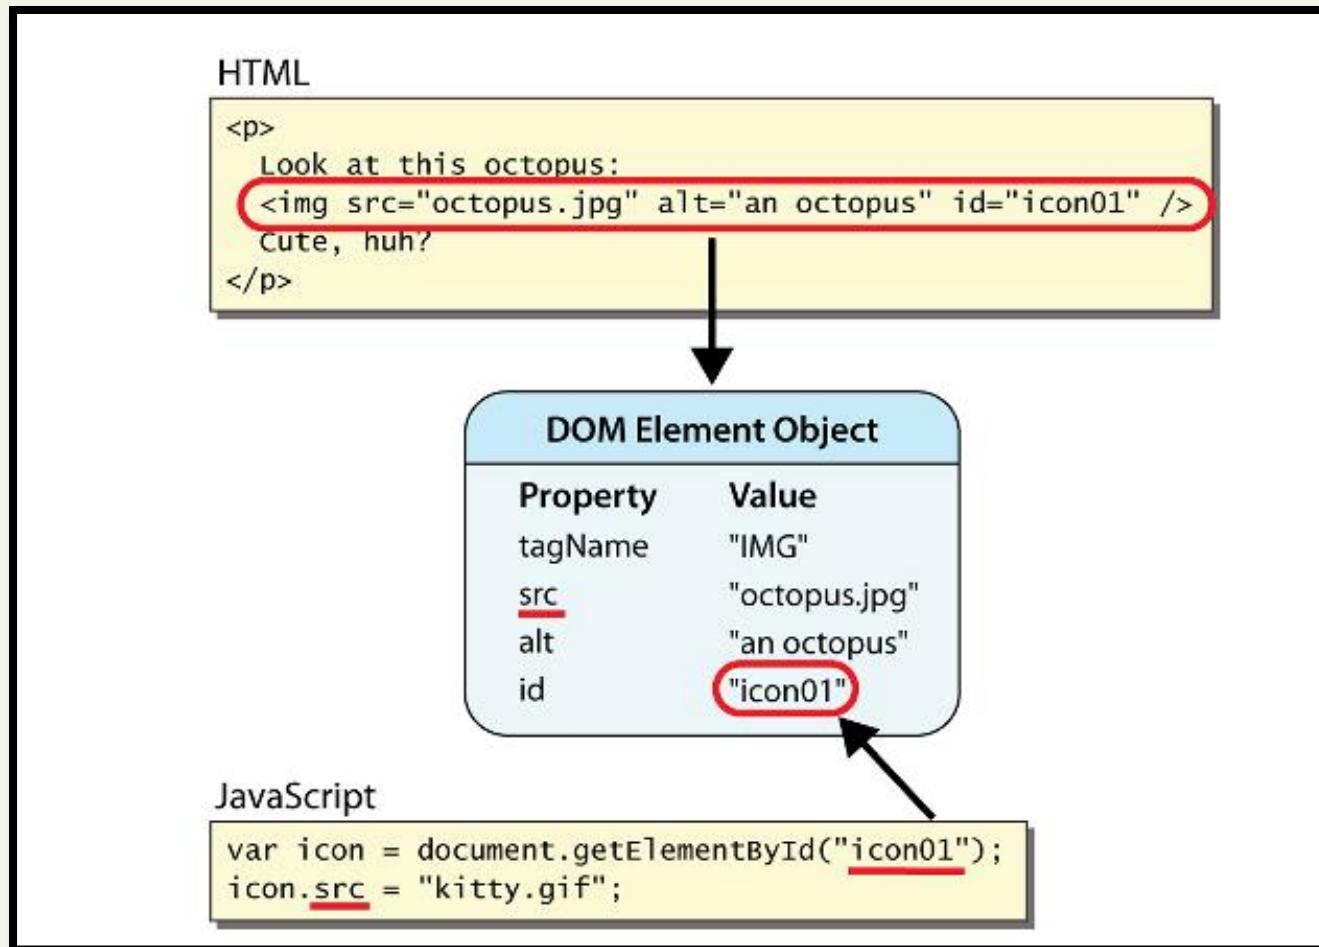 HTML
<p>
Look at this octopus:
<img src="octopus.jpg" alt="an octopus" id="icon01" />
Cute, huh?
</p>
DOM Element Object
Property Value
tagName "IMG"
src "octopus.jpg"
alt "an octopus"
id "icon01"
JavaScript
var icon = document.getElementById("icon01");
icon.src = "kitty.gif";